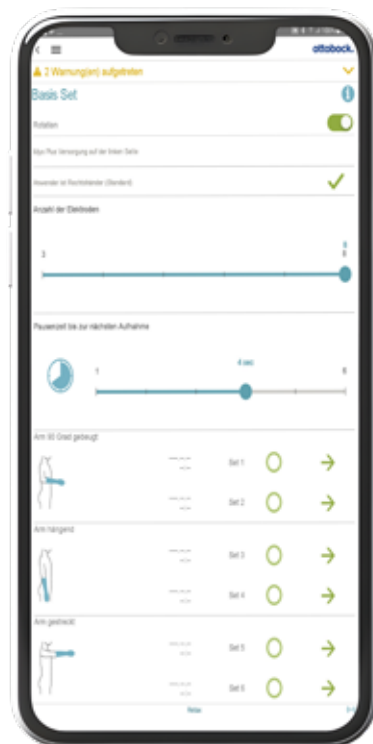 ottobock.
2 Warnung(en) aufgetreten
Basis Set
Rotation
Myo Plus Versorgung auf der linken Seite
Anwender ist Rechtshänder (Standard)
Anzahl der Elektroden
8
3 8
Pausenzeit bis zur nächsten Aufnahme
4 sec
1 6
Arm 90 Grad gebeugt
Set 1
Set 2
Arm hängend
Set 3
Set 4
Arm gestreckt
Set 5
Set 6
Relax